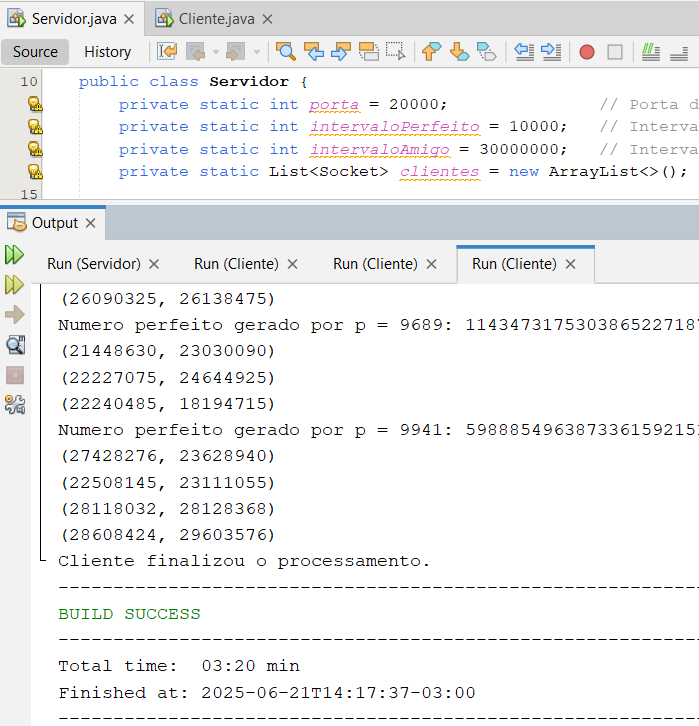 Servidor.java Cliente.java
Source History
10 public class Servidor {
private static int porta = 20000; // Porta d
private static int intervaloPerfeito = 10000; // Interva
private static int intervaloAmigo = 30000000; // Interva
private static List<Socket> clientes = new ArrayList<>();
15
Output
Run (Servidor) Run (Cliente) Run (Cliente) Run (Cliente)
(26090325, 26138475)
Numero perfeito gerado por p = 9689: 1143473175303865227187
(21448630, 23030090)
(22227075, 24644925)
(22240485, 18194715)
Numero perfeito gerado por p = 9941: 598885496387336159215
(27428276, 23628940)
(22508145, 23111055)
(28118032, 28128368)
(28608424, 29603576)
Cliente finalizou o processamento.
BUILD SUCCESS
Total time: 03:20 min
Finished at: 2025-06-21T14:17:37-03:00